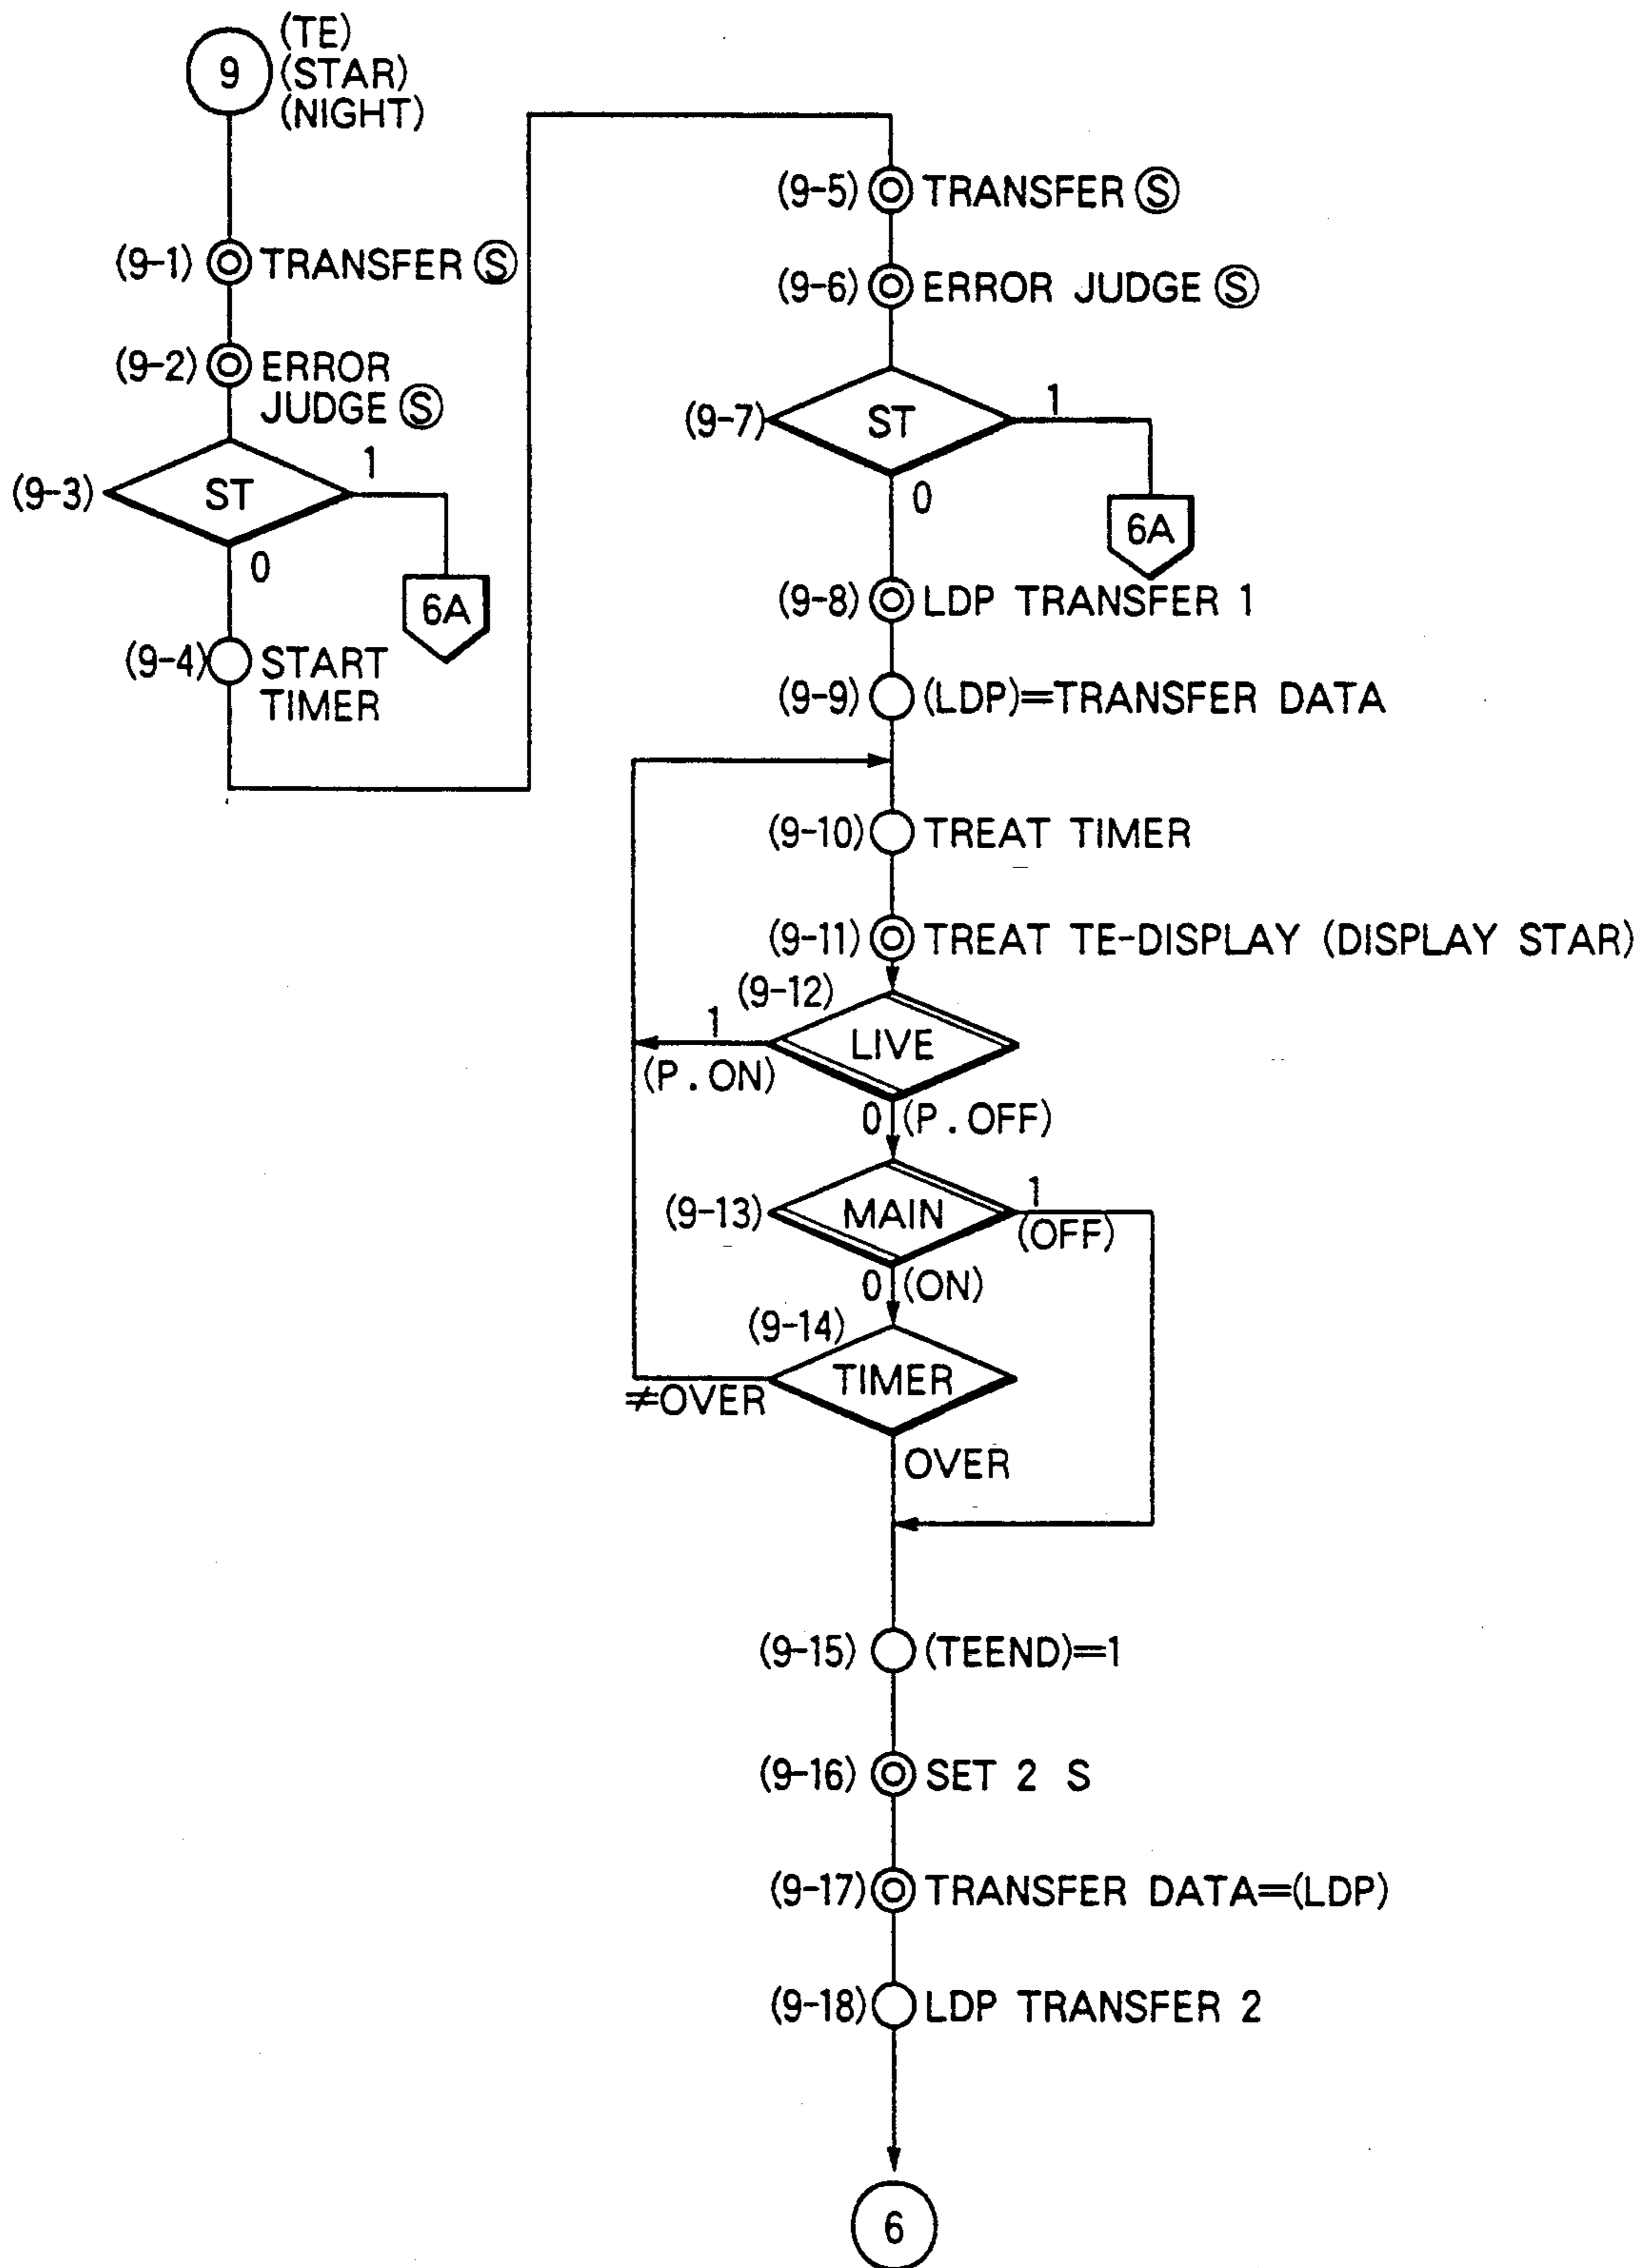 9
(TE)
(STAR)
(NIGHT)
(9-1) TRANSFER Ⓢ
(9-2) ERROR
JUDGE Ⓢ
(9-3) ST
1
0
6A
(9-4) START
TIMER
(9-5) TRANSFER Ⓢ
(9-6) ERROR JUDGE Ⓢ
(9-7) ST
1
0
6A
(9-8) LDP TRANSFER 1
(9-9) (LDP)=TRANSFER DATA
(9-10) TREAT TIMER
(9-11) TREAT TE-DISPLAY (DISPLAY STAR)
(9-12)
LIVE
1
(P.ON)
0 (P.OFF)
(9-13) MAIN
1
(OFF)
0 (ON)
(9-14)
TIMER
≠OVER
OVER
(9-15) (TEEND)=1
(9-16) SET 2 S
(9-17) TRANSFER DATA=(LDP)
(9-18) LDP TRANSFER 2
6